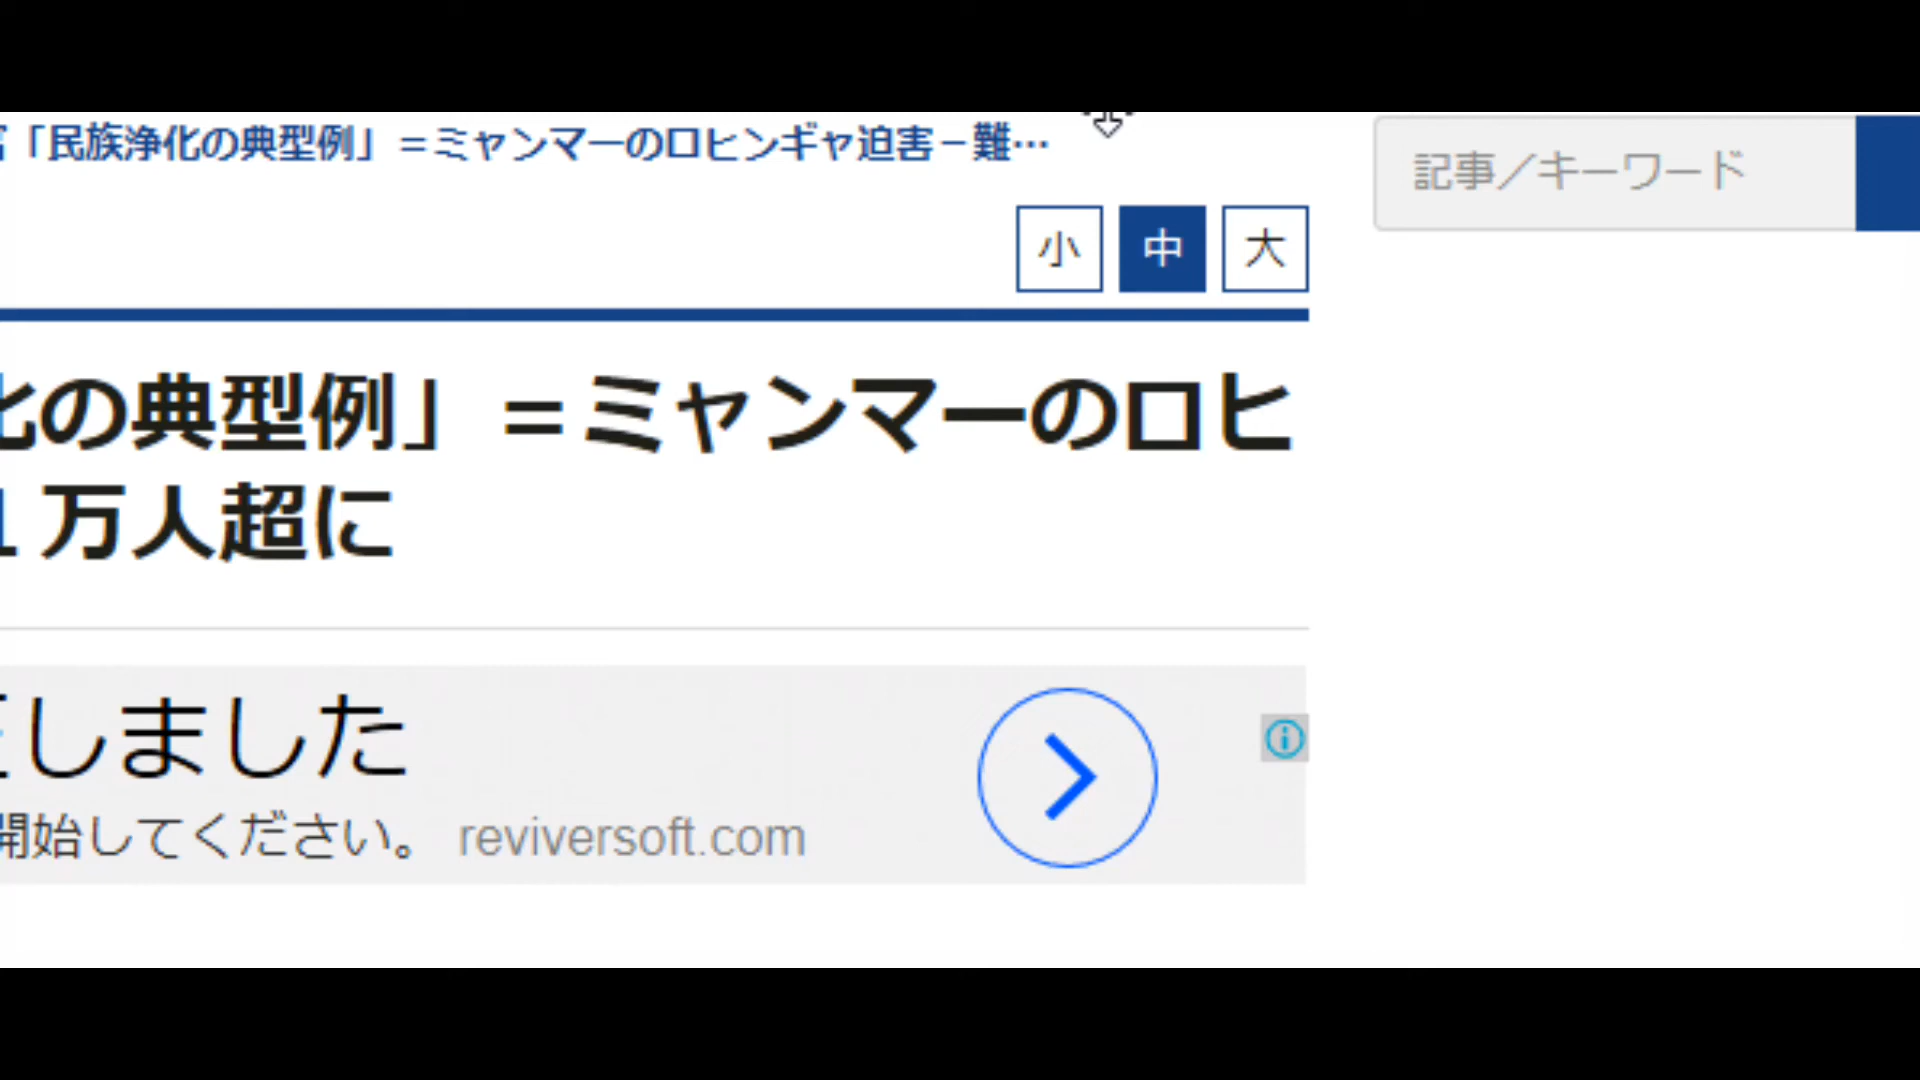 「民族浄化の典型例」＝ミャンマーのロヒンギャ迫害－難…
記事／キーワード
小 中 大
化の典型例」＝ミャンマーのロヒ
１万人超に
しました
開始してください。 reviversoft.com